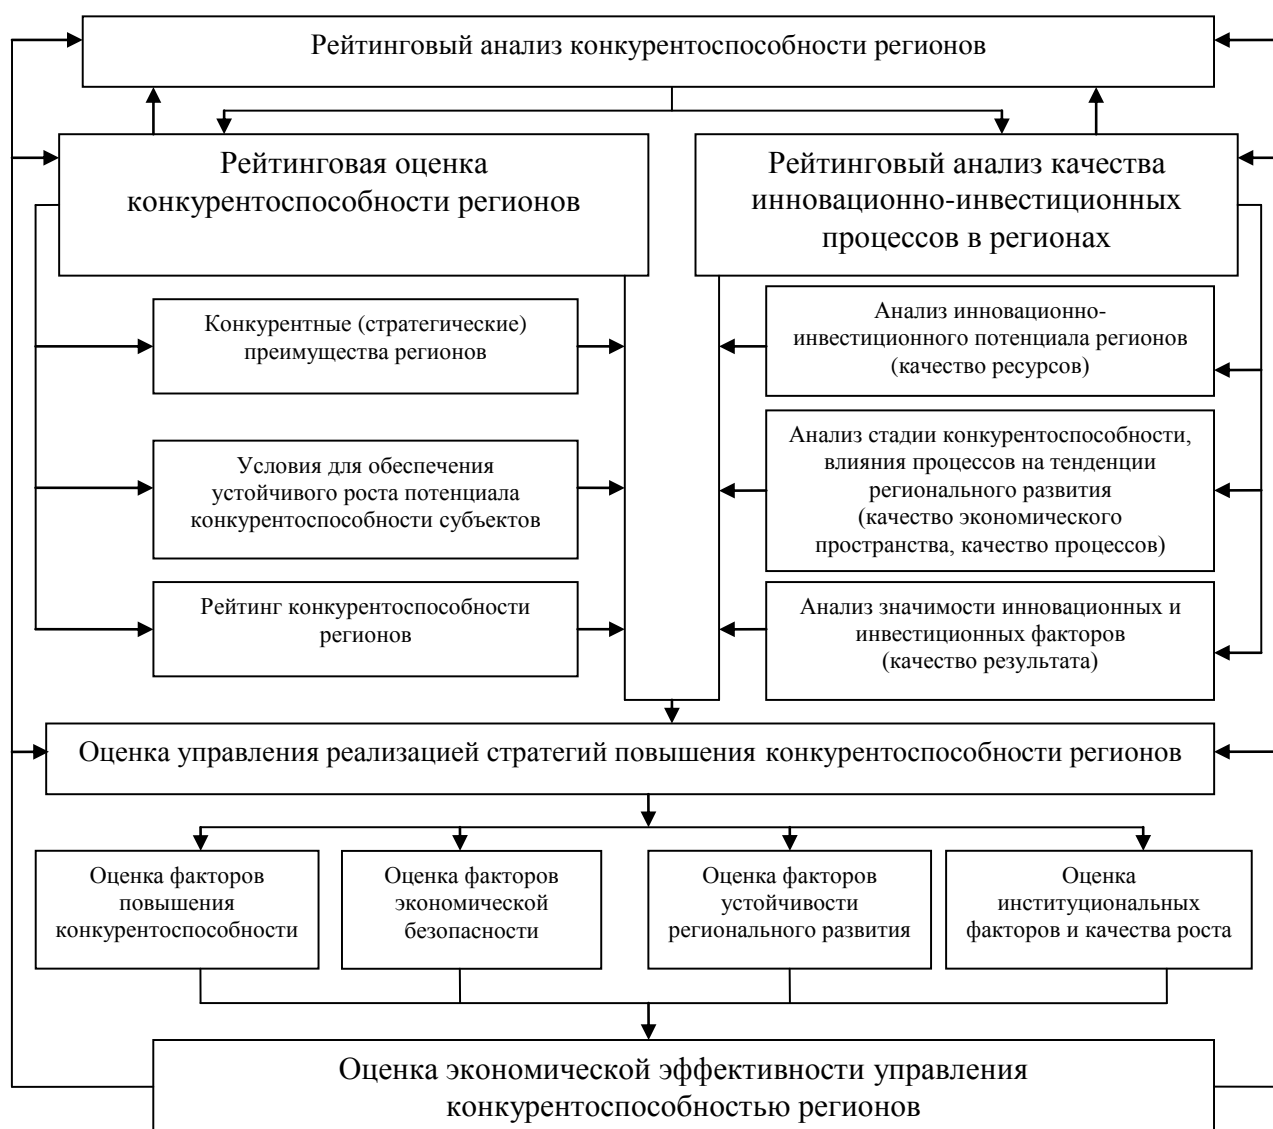 Рейтинговый анализ конкурентоспособности регионов
Рейтинговая оценка
конкурентоспособности регионов
Рейтинговый анализ качества
инновационно-инвестиционных
процессов в регионах
Конкурентные (стратегические)
преимущества регионов
Анализ инновационно-
инвестиционного потенциала регионов
(качество ресурсов)
Условия для обеспечения
устойчивого роста потенциала
конкурентоспособности субъектов
Анализ стадии конкурентоспособности,
влияния процессов на тенденции
регионального развития
(качество экономического
пространства, качество процессов)
Рейтинг конкурентоспособности
регионов
Анализ значимости инновационных и
инвестиционных факторов
(качество результата)
Оценка управления реализацией стратегий повышения конкурентоспособности регионов
Оценка факторов
повышения
конкурентоспособности
Оценка факторов
экономической
безопасности
Оценка факторов
устойчивости
регионального развития
Оценка
институциональных
факторов и качества роста
Оценка экономической эффективности управления
конкурентоспособностью регионов